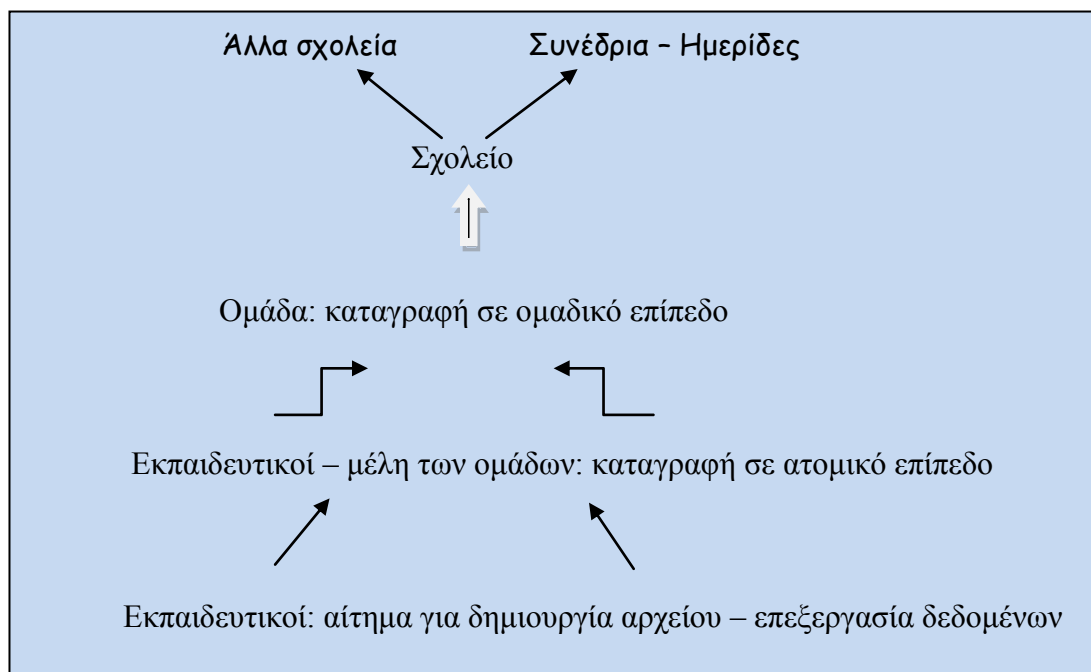 Άλλα σχολεία Συνέδρια – Ημερίδες
Σχολείο
Ομάδα: καταγραφή σε ομαδικό επίπεδο
Εκπαιδευτικοί – μέλη των ομάδων: καταγραφή σε ατομικό επίπεδο
Εκπαιδευτικοί: αίτημα για δημιουργία αρχείου – επεξεργασία δεδομένων